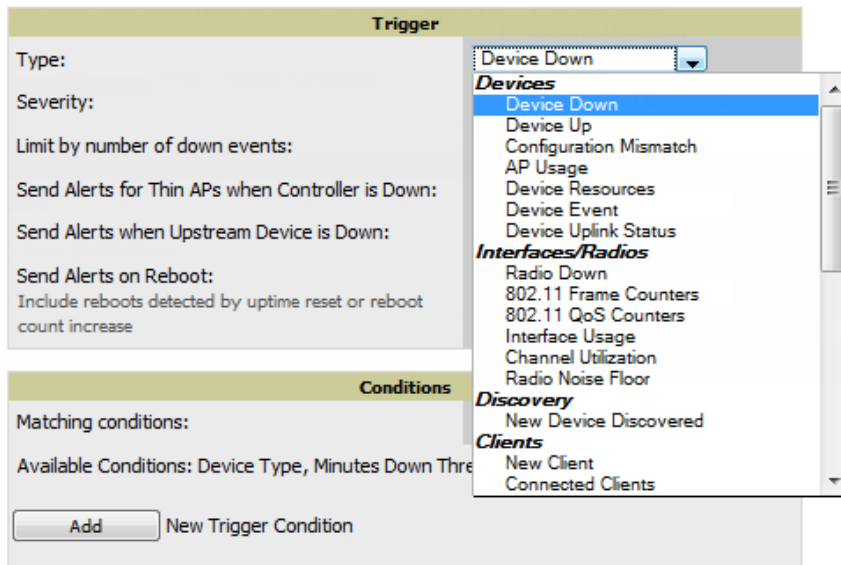 Trigger
Type:
Device Down
Severity:
Limit by number of down events:
Send Alerts for Thin APs when Controller is Down:
Send Alerts when Upstream Device is Down:
Send Alerts on Reboot:
Include reboots detected by uptime reset or reboot
count increase
Devices
Device Down
Device Up
Configuration Mismatch
AP Usage
Device Resources
Device Event
Device Uplink Status
Interfaces/Radios
Radio Down
802.11 Frame Counters
802.11 QoS Counters
Interface Usage
Channel Utilization
Radio Noise Floor
Discovery
New Device Discovered
Clients
New Client
Connected Clients
Conditions
Matching conditions:
Available Conditions: Device Type, Minutes Down Thre
Add New Trigger Condition